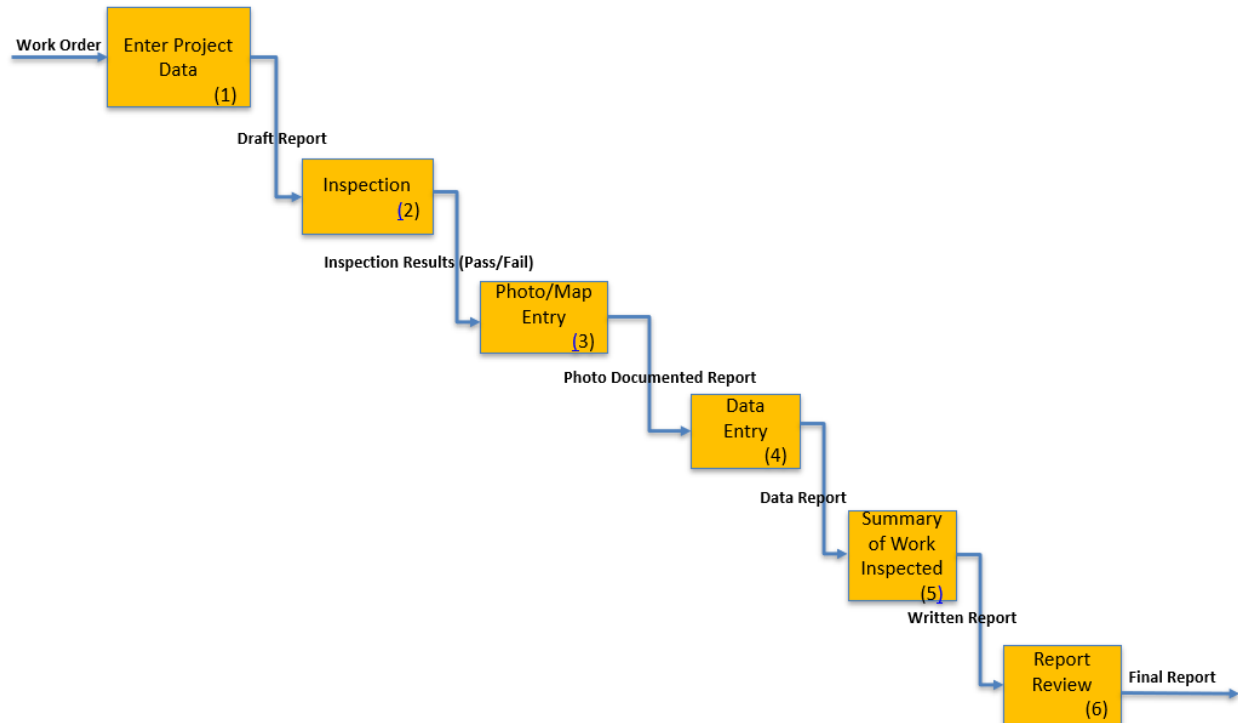 Work Order
Enter Project
Data
(1)
Draft Report
Inspection
(2)
Inspection Results (Pass/Fail)
Photo/Map
Entry
(3)
Photo Documented Report
Data
Entry
(4)
Data Report
Summary
of Work
Inspected
(5)
Written Report
Report
Review
(6)
Final Report